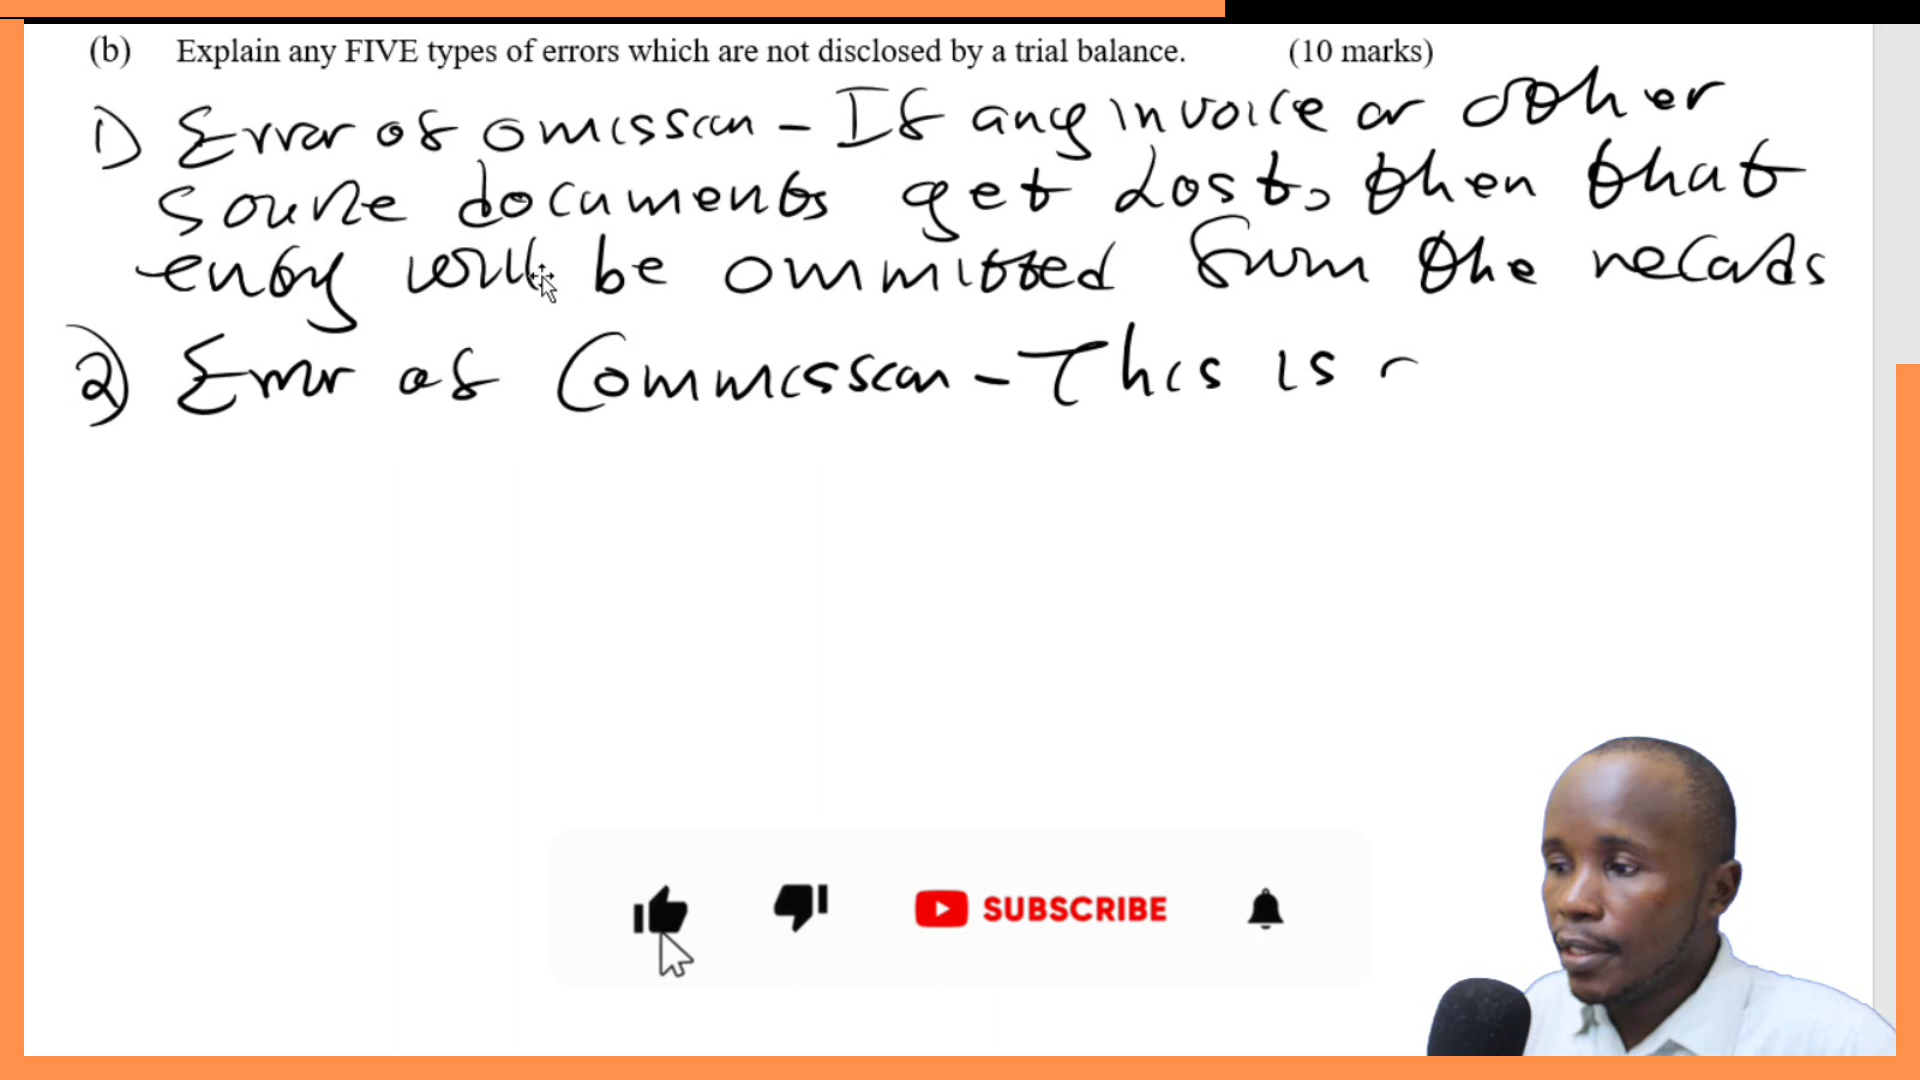 (b) Explain any FIVE types of errors which are not disclosed by a trial balance. (10 marks)
1) Error of omission - If any invoice or other
source documents get Lost, then that
entry will be ommitted from the records
2) Error of Commission - This is
SUBSCRIBE